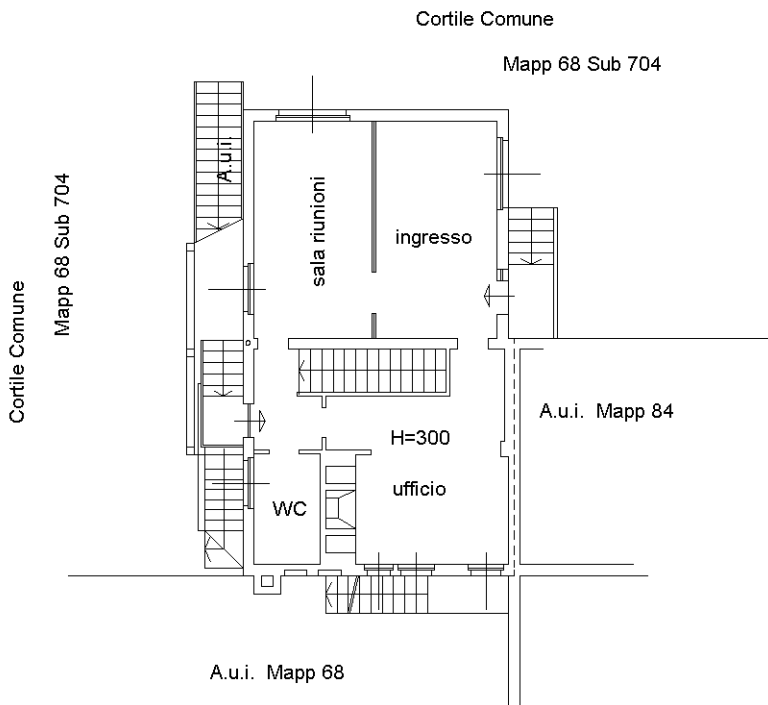 Cortile Comune
Mapp 68 Sub 704
A.u.i.
Mapp 68 Sub 704
Cortile Comune
sala riunioni
ingresso
A.u.i. Mapp 84
H=300
ufficio
WC
A.u.i. Mapp 68